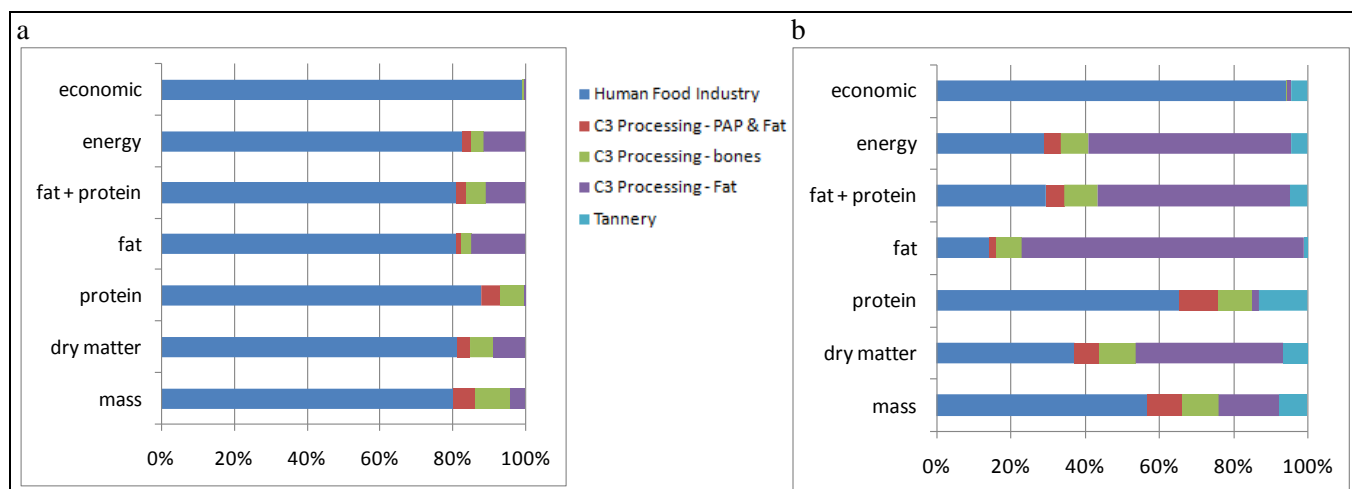 a
economic
energy
fat + protein
fat
protein
dry matter
mass
0% 20% 40% 60% 80% 100%
Human Food Industry
C3 Processing - PAP & Fat
C3 Processing - bones
C3 Processing - Fat
Tannery
b
economic
energy
fat + protein
fat
protein
dry matter
mass
0% 20% 40% 60% 80% 100%